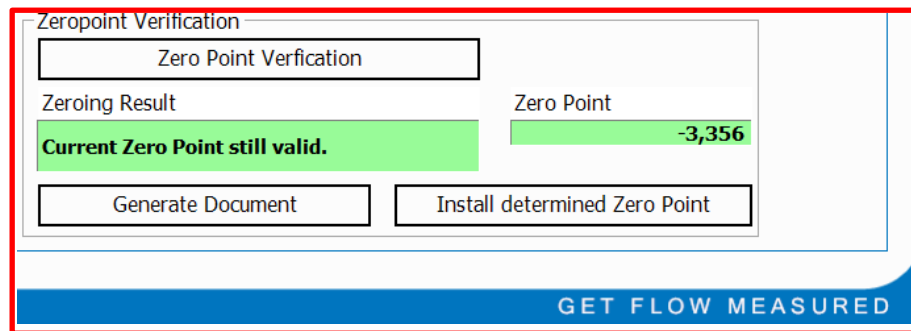 Zeropoint Verification
Zero Point Verfication
Zeroing Result
Zero Point
Current Zero Point still valid.
-3,356
Generate Document
Install determined Zero Point
GET FLOW MEASURED